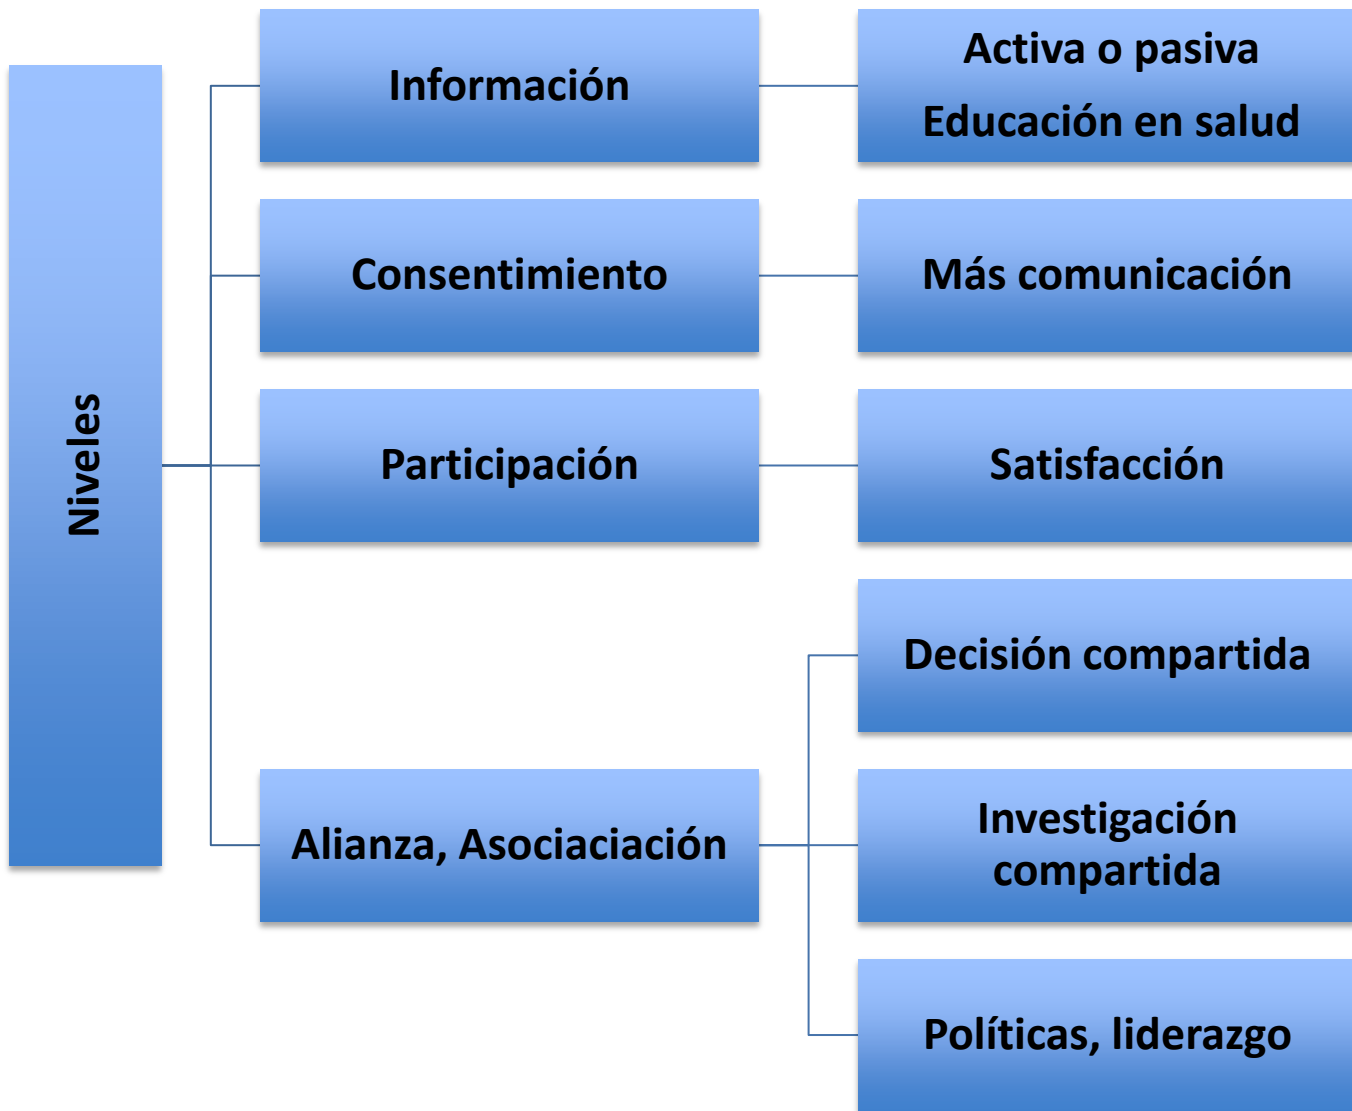 Niveles
Información
Activa o pasiva
Educación en salud
Consentimiento
Más comunicación
Participación
Satisfacción
Alianza, Asociaciación
Decisión compartida
Investigación
compartida
Políticas, liderazgo